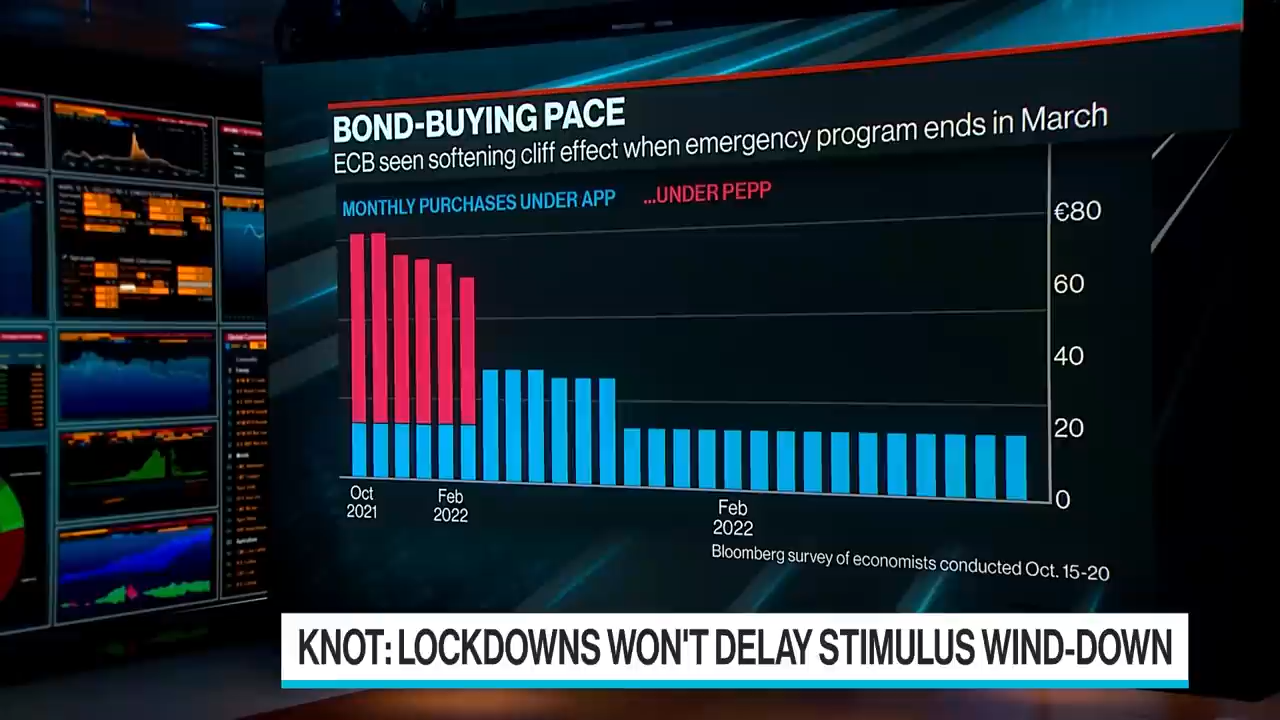 BOND-BUYING PACE
ECB seen softening cliff effect when emergency program ends in March
MONTHLY PURCHASES UNDER APP ...UNDER PEPP
€80
60
40
20
0
Oct
2021
Feb
2022
Feb
2022
Bloomberg survey of economists conducted Oct. 15-20
KNOT: LOCKDOWNS WON'T DELAY STIMULUS WIND-DOWN